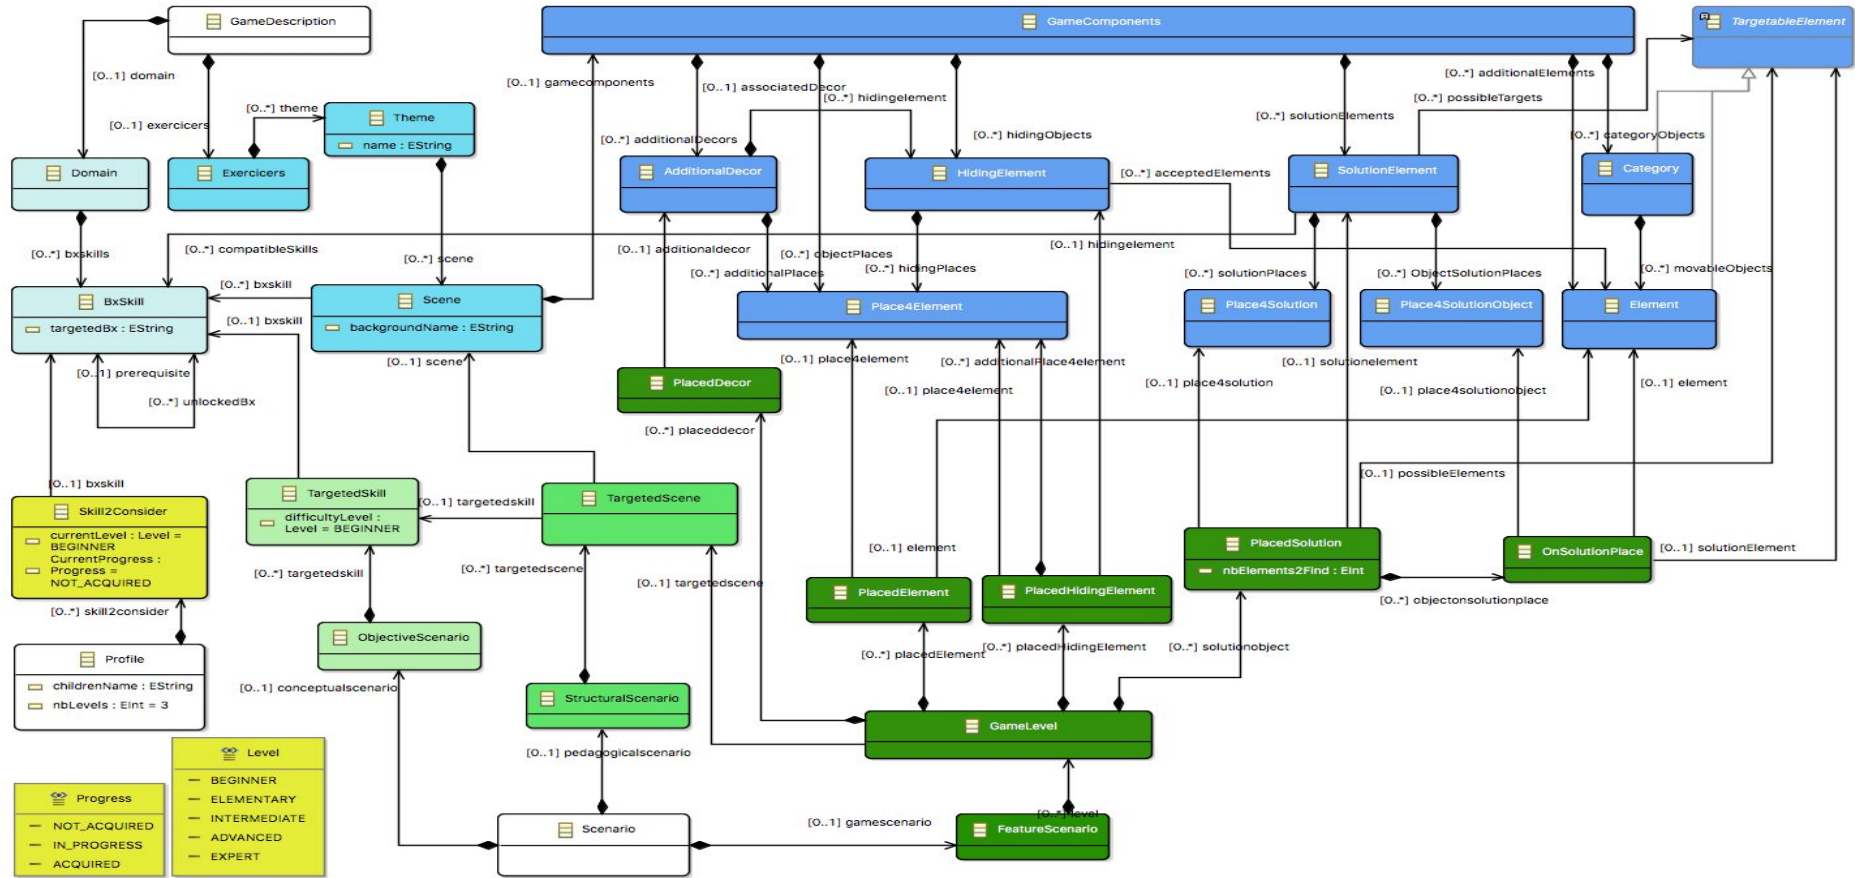 GameDescription
GameComponents
TargetableElement
[0..1] domain
[0..1] gamecomponents
[0..1] associatedDecor
[0..*] hidingelement
[0..*] additionalElements
[0..*] possibleTargets
[0..*] theme
[0..1] exercicers
Theme
name : EString
[0..*] additionalDecors
[0..*] hidingObjects
[0..*] solutionElements
[0..*] categoryObjects
Domain
Exercicers
AdditionalDecor
HidingElement
[0..*] acceptedElements
SolutionElement
Category
[0..*] bxskills
[0..*] compatibleSkills
[0..*] scene
[0..1] additionaldecor
[0..*] objectPlaces
[0..1] hidingelement
[0..*] additionalPlaces
[0..*] hidingPlaces
[0..*] solutionPlaces
[0..*] ObjectSolutionPlaces
[0..*] movableObjects
BxSkill
targetedBx : EString
[0..*] bxskill
[0..1] bxskill
Scene
backgroundName : EString
Place4Element
Place4Solution
Place4SolutionObject
Element
[0..1] prerequisite
[0..*] unlockedBx
[0..1] scene
PlacedDecor
[0..*] placeddecor
[0..1] place4element
[0..*] additionalPlace4element
[0..1] place4element
[0..1] solutionelement
[0..1] place4solution
[0..1] place4solutionobject
[0..1] element
[0..1] bxskill
[0..1] possibleElements
Skill2Consider
currentLevel : Level =
BEGINNER
CurrentProgress :
Progress =
NOT_ACQUIRED
TargetedSkill
difficultyLevel :
Level = BEGINNER
[0..1] targetedskill
TargetedScene
[0..*] targetedskill
[0..*] targetedscene
[0..1] targetedscene
[0..1] element
PlacedElement
PlacedHidingElement
PlacedSolution
nbElements2Find : EInt
OnSolutionPlace
[0..1] solutionElement
[0..*] objectonsolutionplace
[0..*] skill2consider
ObjectiveScenario
Profile
childrenName : EString
nbLevels : EInt = 3
[0..1] conceptualscenario
StructuralScenario
[0..*] placedElement
[0..*] placedHidingElement
[0..*] solutionobject
GameLevel
[0..1] pedagogicalscenario
Level
BEGINNER
ELEMENTARY
INTERMEDIATE
ADVANCED
EXPERT
Progress
NOT_ACQUIRED
IN_PROGRESS
ACQUIRED
Scenario
[0..1] gamescenario
[0..*] level
FeatureScenario